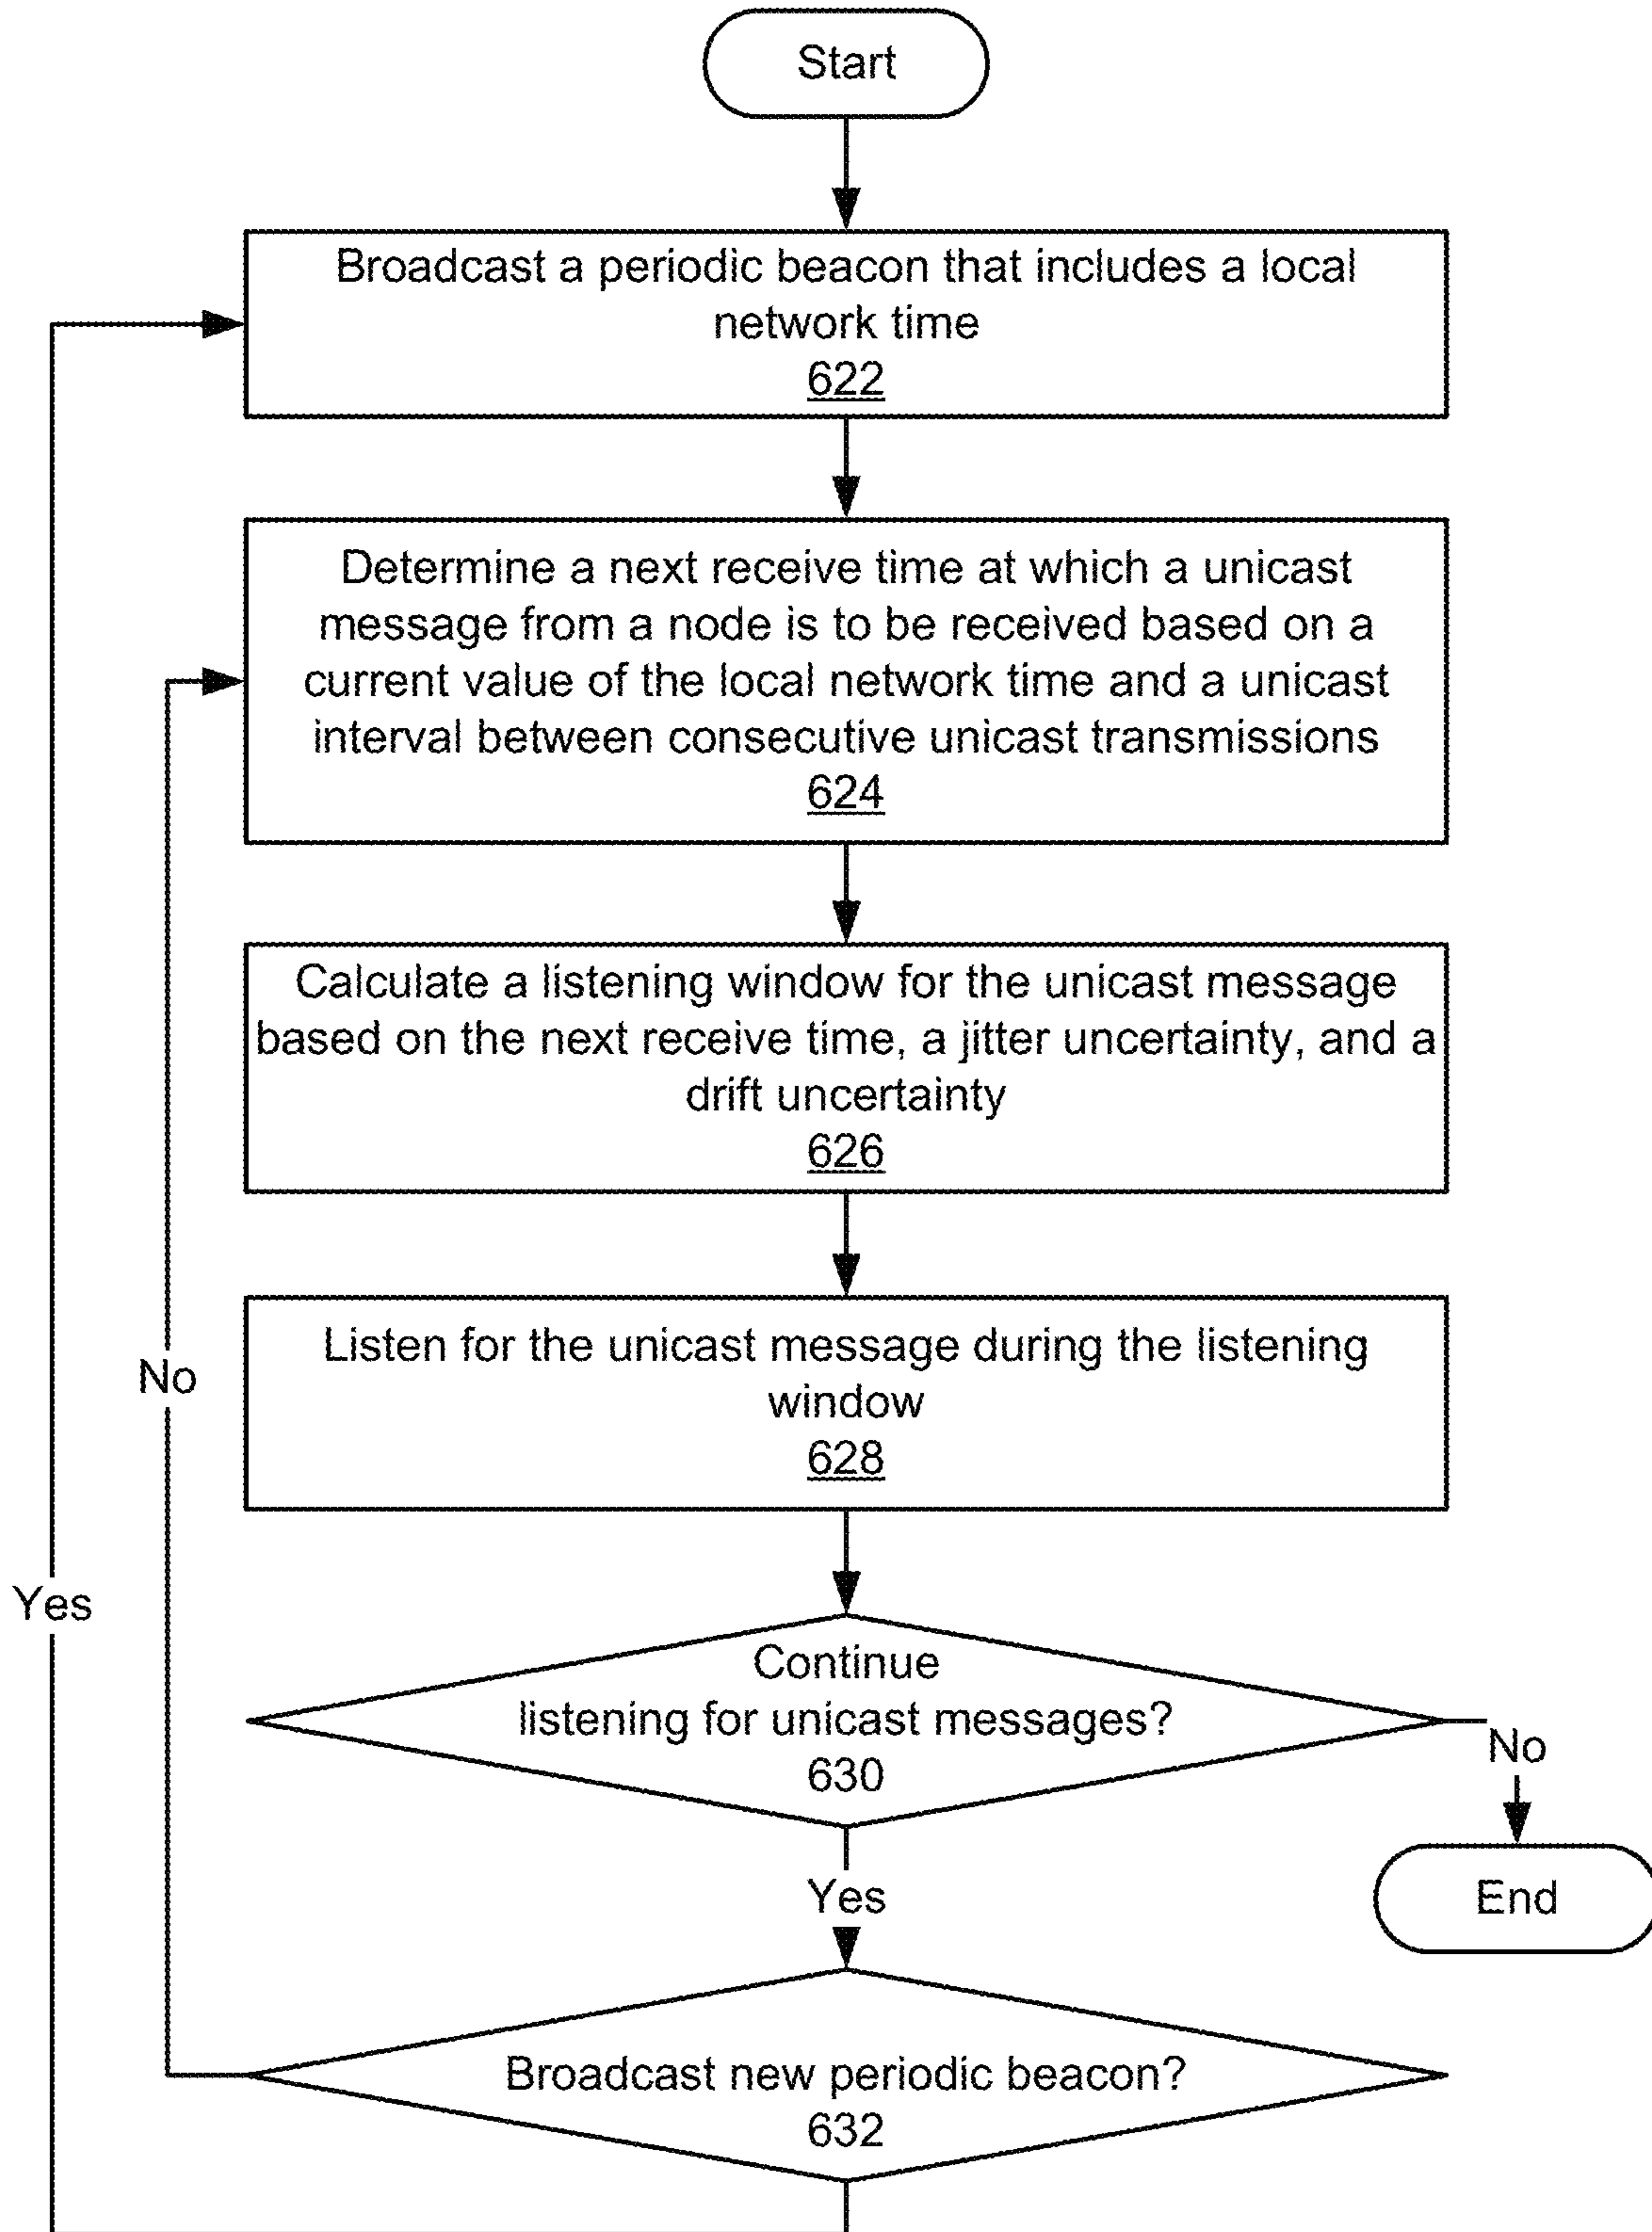 Start
Broadcast a periodic beacon that includes a local
network time
622
Determine a next receive time at which a unicast
message from a node is to be received based on a
current value of the local network time and a unicast
interval between consecutive unicast transmissions
624
Calculate a listening window for the unicast message
based on the next receive time, a jitter uncertainty, and a
drift uncertainty
626
Listen for the unicast message during the listening
window
628
No
Yes
Continue
listening for unicast messages?
630
No
Yes
End
Broadcast new periodic beacon?
632